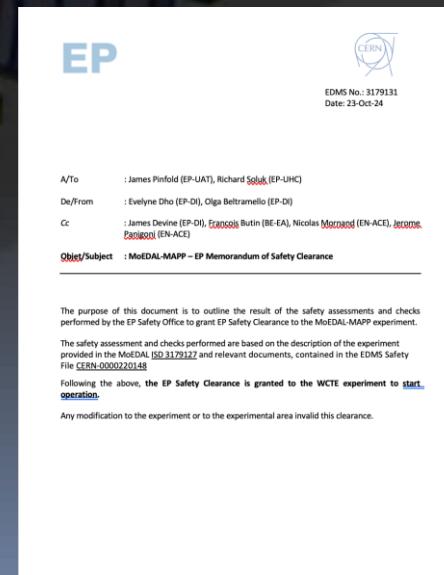 EP
CERN
EDMS No.: 3179131
Date: 23-Oct-24
A/To : James Pinfold (EP-UAT), Richard Soluk (EP-UHC)
De/From : Evelyne Dho (EP-DI), Olga Beltramello (EP-DI)
Cc : James Devine (EP-DI), Francois Butin (BE-EA), Nicolas Mornand (EN-ACE), Jerome
Panigoni (EN-ACE)
Objet/Subject : MoEDAL-MAPP – EP Memorandum of Safety Clearance
The purpose of this document is to outline the result of the safety assessments and checks
performed by the EP Safety Office to grant EP Safety Clearance to the MoEDAL-MAPP experiment.
The safety assessment and checks performed are based on the description of the experiment
provided in the MoEDAL ISD 3179127 and relevant documents, contained in the EDMS Safety
File CERN-0000220148
Following the above, the EP Safety Clearance is granted to the WCTE experiment to start
operation.
Any modification to the experiment or to the experimental area invalid this clearance.